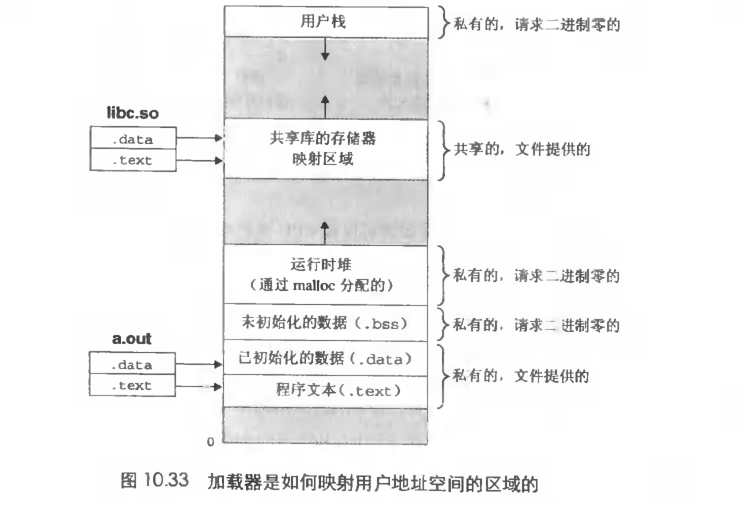 用户栈
私有的，请求二进制零的
libc.so
.data
.text
共享库的存储器
映射区域
共享的，文件提供的
运行时堆
（通过 malloc 分配的）
私有的，请求二进制零的
未初始化的数据（.bss）
私有的，请求二进制零的
a.out
.data
.text
已初始化的数据（.data）
程序文本（.text）
私有的，文件提供的
0
图 10.33 加载器是如何映射用户地址空间的区域的